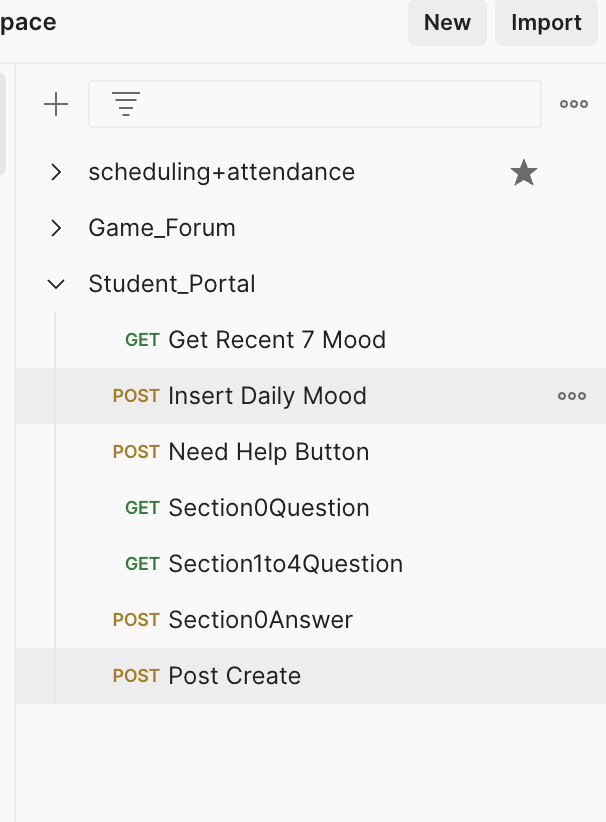 pace
New Import
scheduling+attendance
Game_Forum
Student_Portal
GET Get Recent 7 Mood
POST Insert Daily Mood
POST Need Help Button
GET Section0Question
GET Section1to4Question
POST Section0Answer
POST Post Create